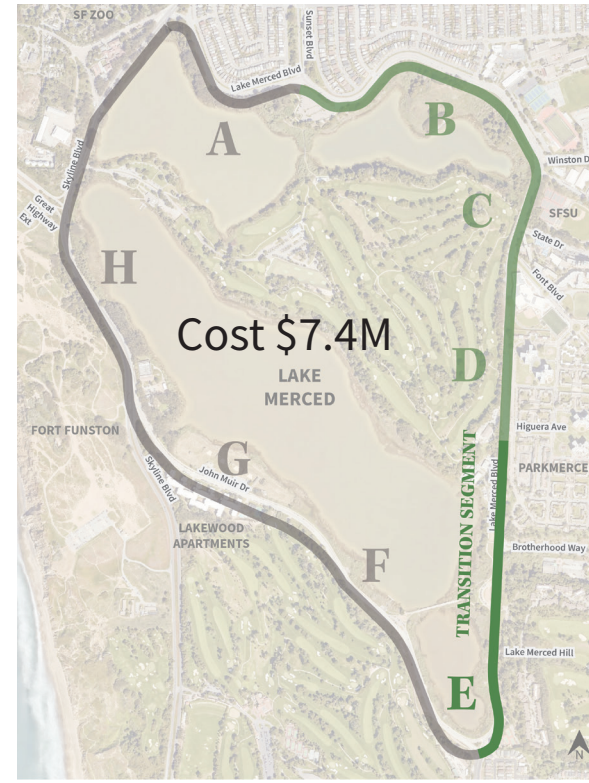 SF ZOO
Sunset Blvd
Lake Merced Blvd
A
B
Winston D
Skyline Blvd
C
Great
Highway
Ext
SFSU
State Dr
H
Font Blvd
Cost $7.4M
LAKE
MERCED
D
FORT FUNSTON
Higuera Ave
TRANSITION SEGMENT
Lake Merced Blvd
G
PARKMERCE
Skyline Blvd
John Muir Dr
LAKEWOOD
APARTMENTS
Brotherhood Way
F
Lake Merced Hill
E
N